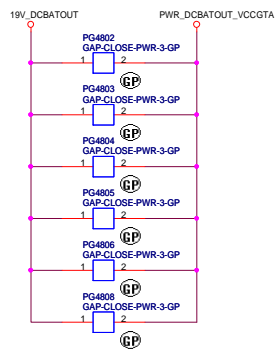 19V_DCBATOUT PWR_DCBATOUT_VCCGTA
PG4802
GAP-CLOSE-PWR-3-GP
1 2
GP
PG4803
GAP-CLOSE-PWR-3-GP
1 2
GP
PG4804
GAP-CLOSE-PWR-3-GP
1 2
GP
PG4805
GAP-CLOSE-PWR-3-GP
1 2
GP
PG4806
GAP-CLOSE-PWR-3-GP
1 2
GP
PG4808
GAP-CLOSE-PWR-3-GP
1 2
GP